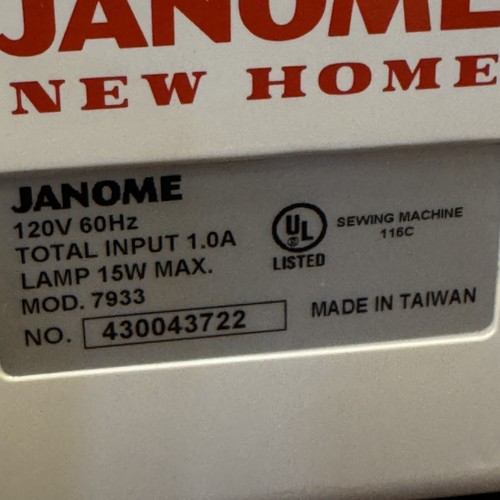 JANOME
NEW HOME
JANOME
120V 60Hz
TOTAL INPUT 1.0A
LAMP 15W MAX.
MOD. 7933
NO. 430043722
UL
LISTED
SEWING MACHINE
116C
MADE IN TAIWAN